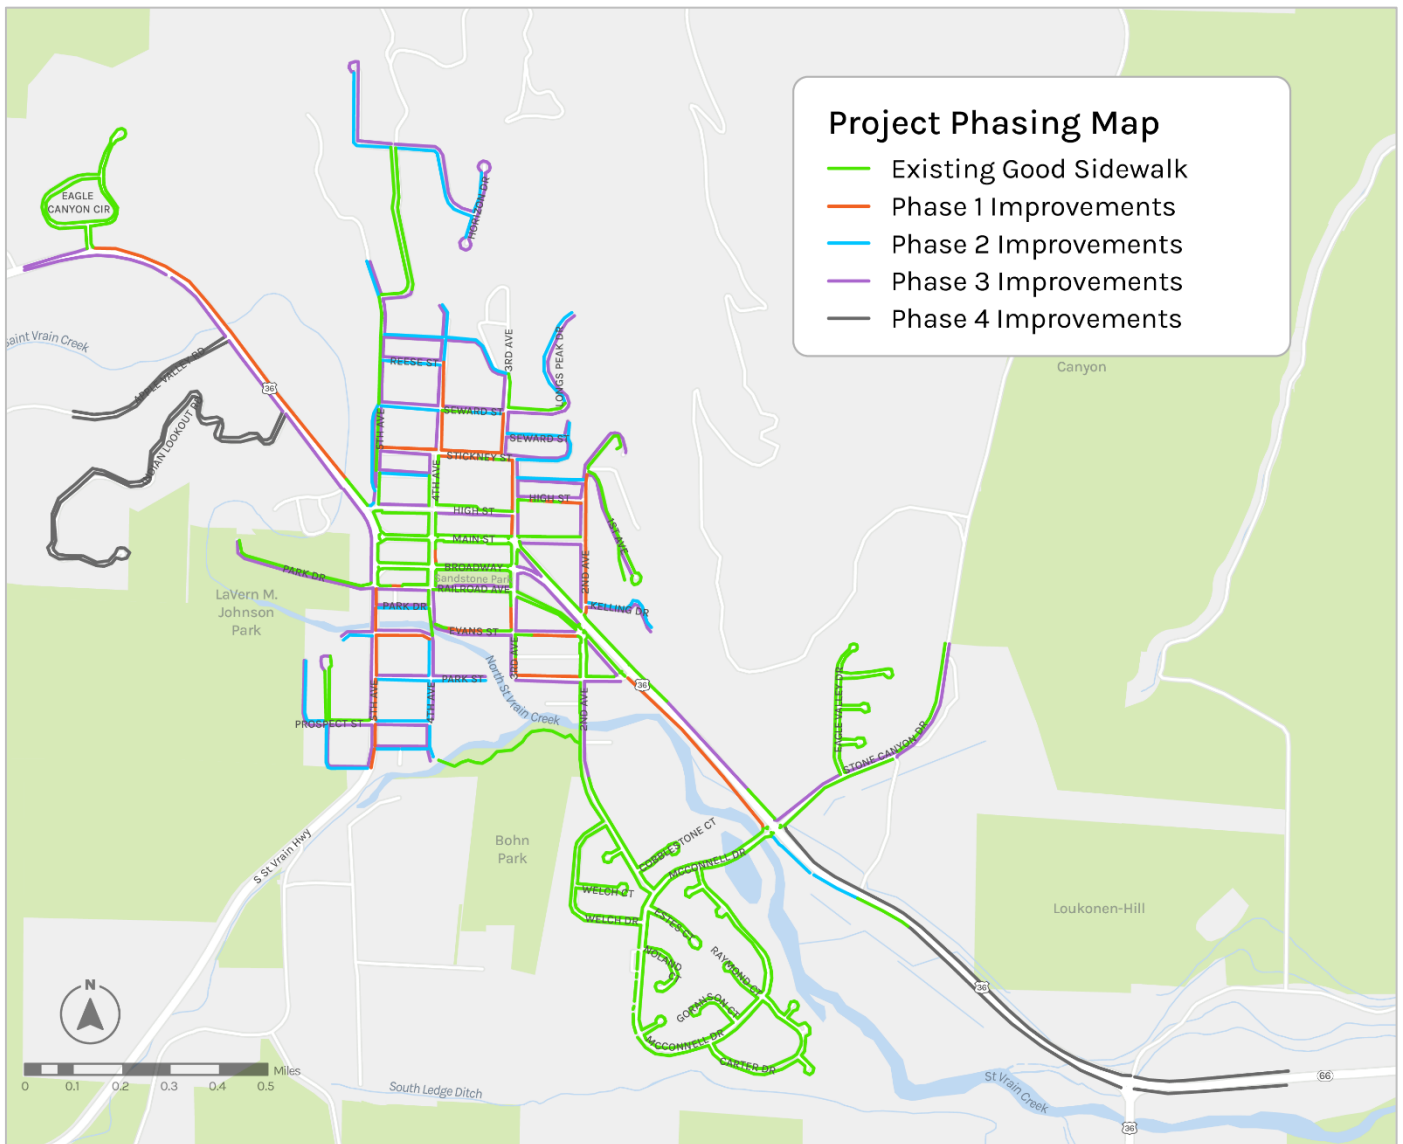 Project Phasing Map
Existing Good Sidewalk
Phase 1 Improvements
Phase 2 Improvements
Phase 3 Improvements
Phase 4 Improvements
EAGLE
CANYON CIR
HORIZON DR
Saint Vrain Creek
APPLE VALLEY RD
36
3RD AVE
LONGS PEAK DR
REESE ST
Canyon
SEWARD ST
5TH AVE
SEWARD ST
STICKNEY ST
4TH AVE
HIGH ST
HIGH ST
1ST AVE
MAIN ST
BROADWAY
Sandstone Park
RAILROAD AVE
2ND AVE
PARK DR
LaVern M.
Johnson
Park
PARK DR
KELLING DR
EVANS ST
3RD AVE
North St Vrain Creek
PARK ST
36
5TH AVE
4TH AVE
2ND AVE
PROSPECT ST
EAGLE VALLEY DR
STONE CANYON DR
S St Vrain Hwy
Bohn
Park
COBBLESTONE CT
MCCONNELL DR
WELCH CT
WELCH DR
ESTES CT
Loukonen-Hill
NOLAND
CT
RAYMOND CT
GORANSON CT
MCCONNELL DR
CARTER DR
36
N
Miles
0 0.1 0.2 0.3 0.4 0.5
South Ledge Ditch
St Vrain Creek
66
36